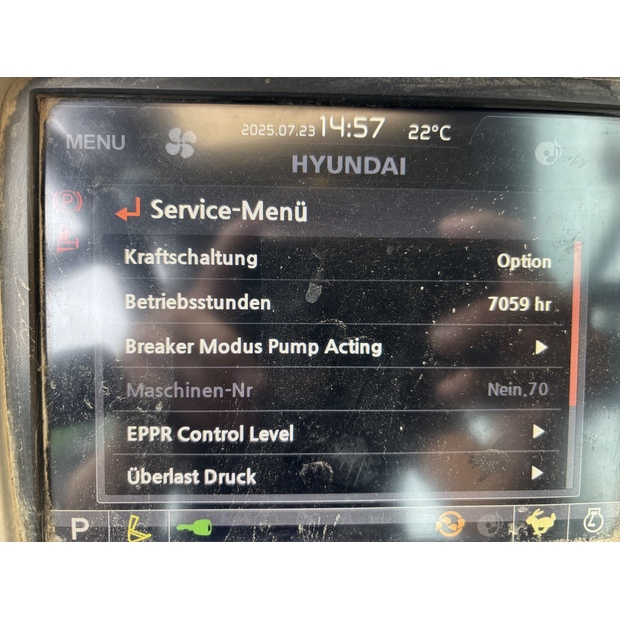 MENU 2025.07.23 14:57 22°C
HYUNDAI
Service-Menü
Kraftschaltung Option
Betriebsstunden 7059 hr
Breaker Modus Pump Acting
Maschinen-Nr Nein.70
EPPR Control Level
Überlast Druck
P